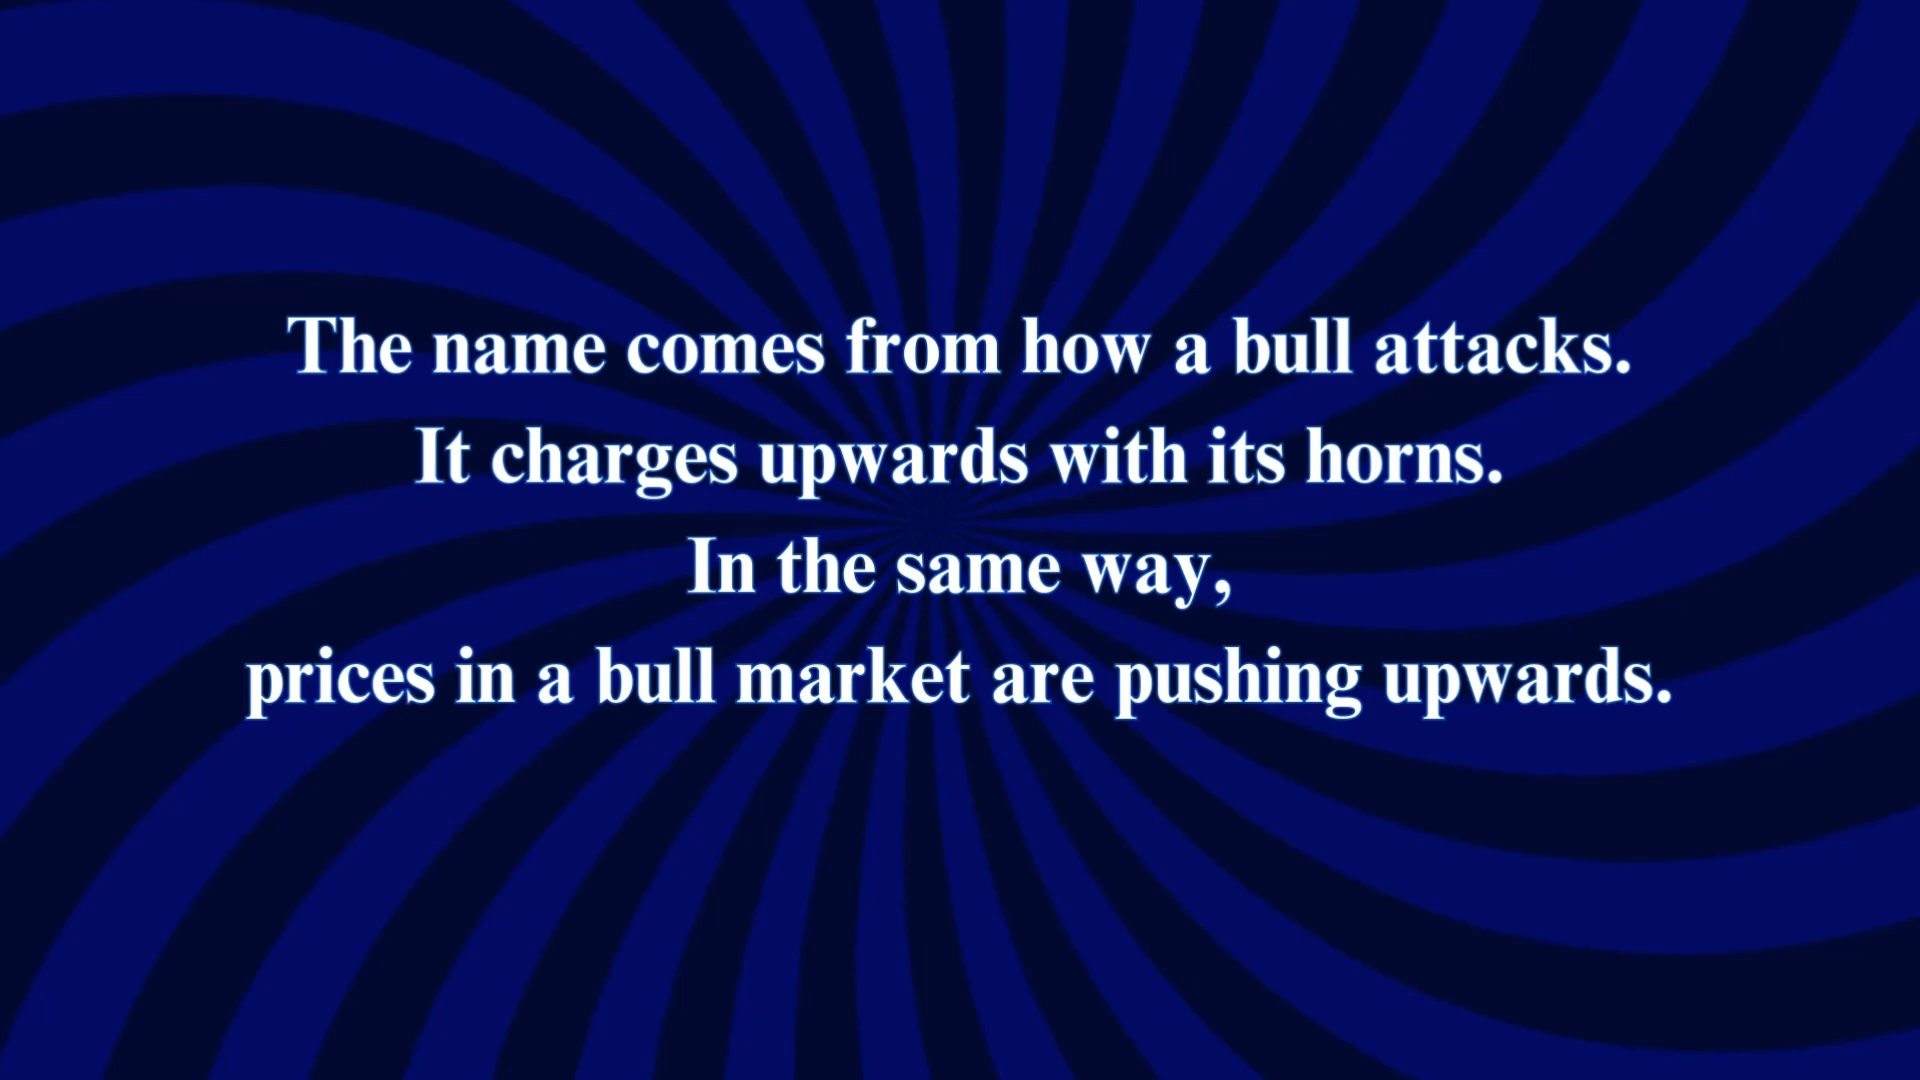 The name comes from how a bull attacks.
It charges upwards with its horns.
In the same way,
prices in a bull market are pushing upwards.